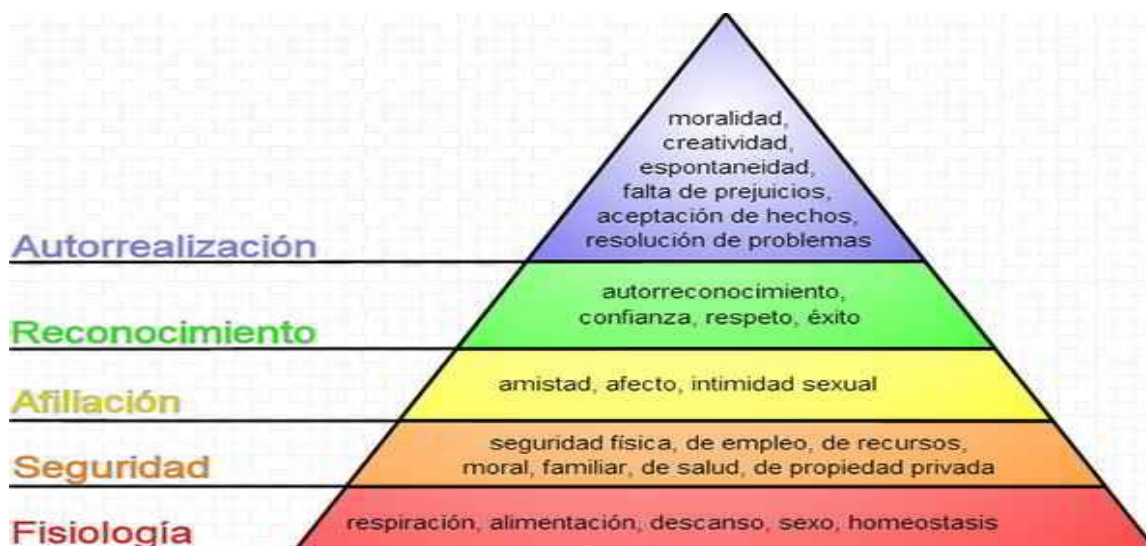 moralidad,
creatividad,
espontaneidad,
falta de prejuicios,
aceptación de hechos,
resolución de problemas
Autorrealización
autorreconocimiento,
confianza, respeto, éxito
Reconocimiento
amistad, afecto, intimidad sexual
Afiliación
seguridad física, de empleo, de recursos,
moral, familiar, de salud, de propiedad privada
Seguridad
respiración, alimentación, descanso, sexo, homeostasis
Fisiología